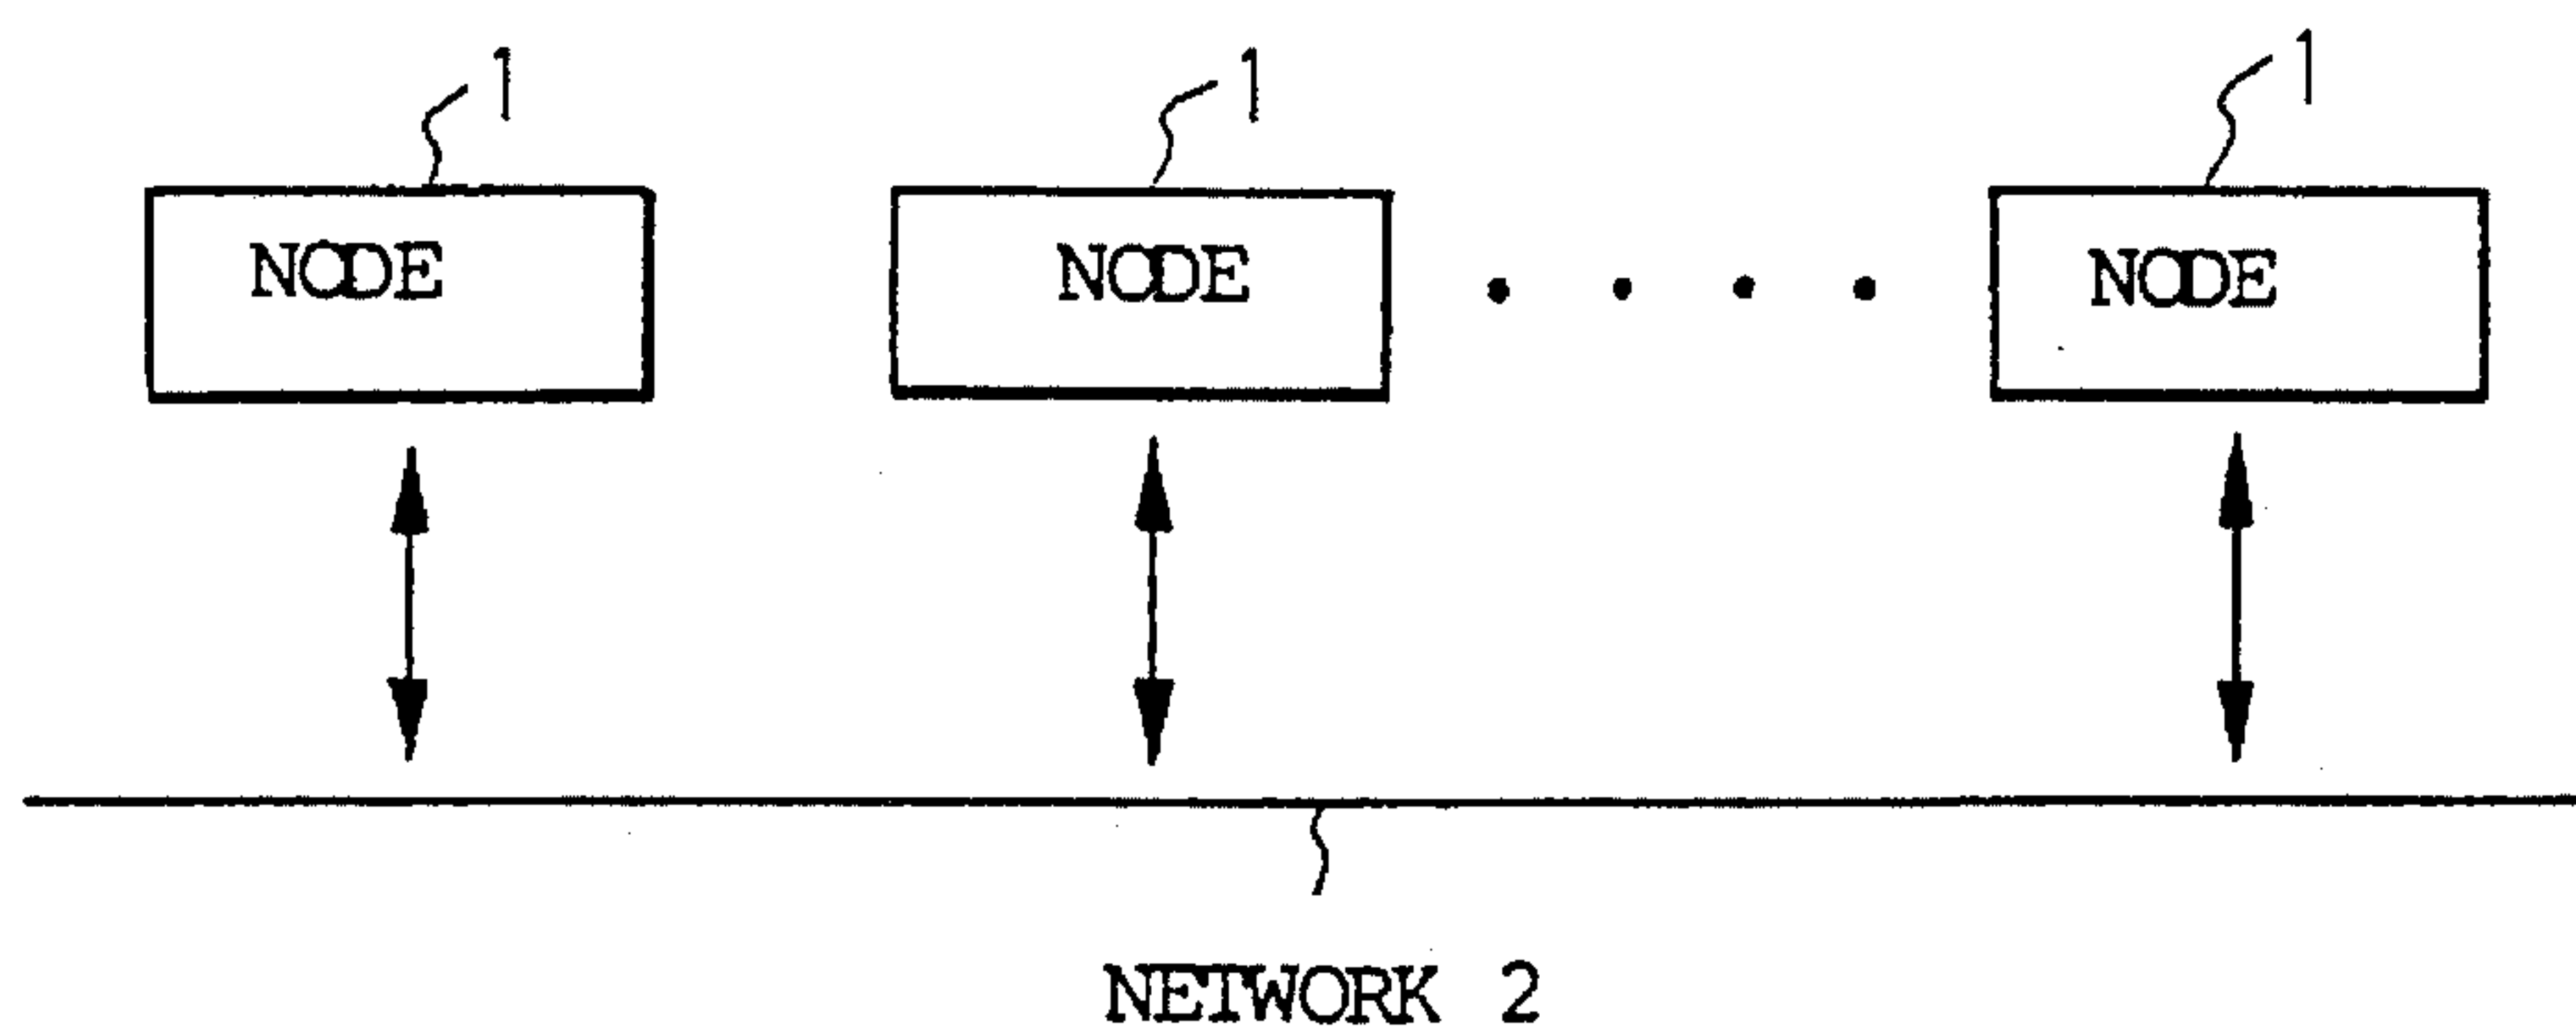 1 1 1
NODE NODE . . . . NODE
NETWORK 2